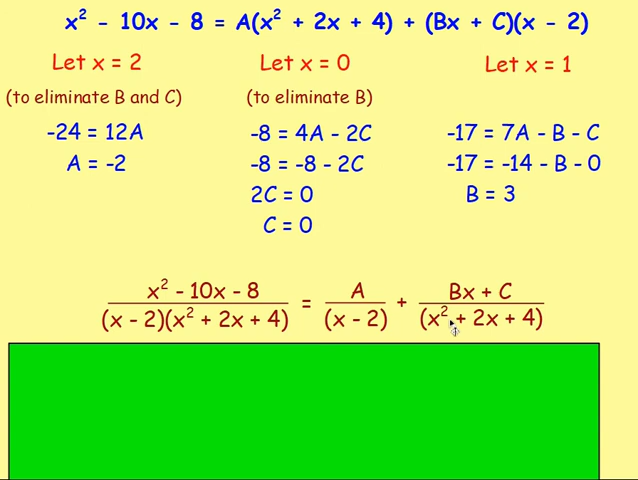 x² - 10x - 8 = A(x² + 2x + 4) + (Bx + C)(x - 2)
Let x = 2
(to eliminate B and C)
-24 = 12A
A = -2
Let x = 0
(to eliminate B)
-8 = 4A - 2C
-8 = -8 - 2C
2C = 0
C = 0
Let x = 1
-17 = 7A - B - C
-17 = -14 - B - 0
B = 3
x² - 10x - 8 / (x - 2)(x² + 2x + 4) = A / (x - 2) + Bx + C / (x² + 2x + 4)